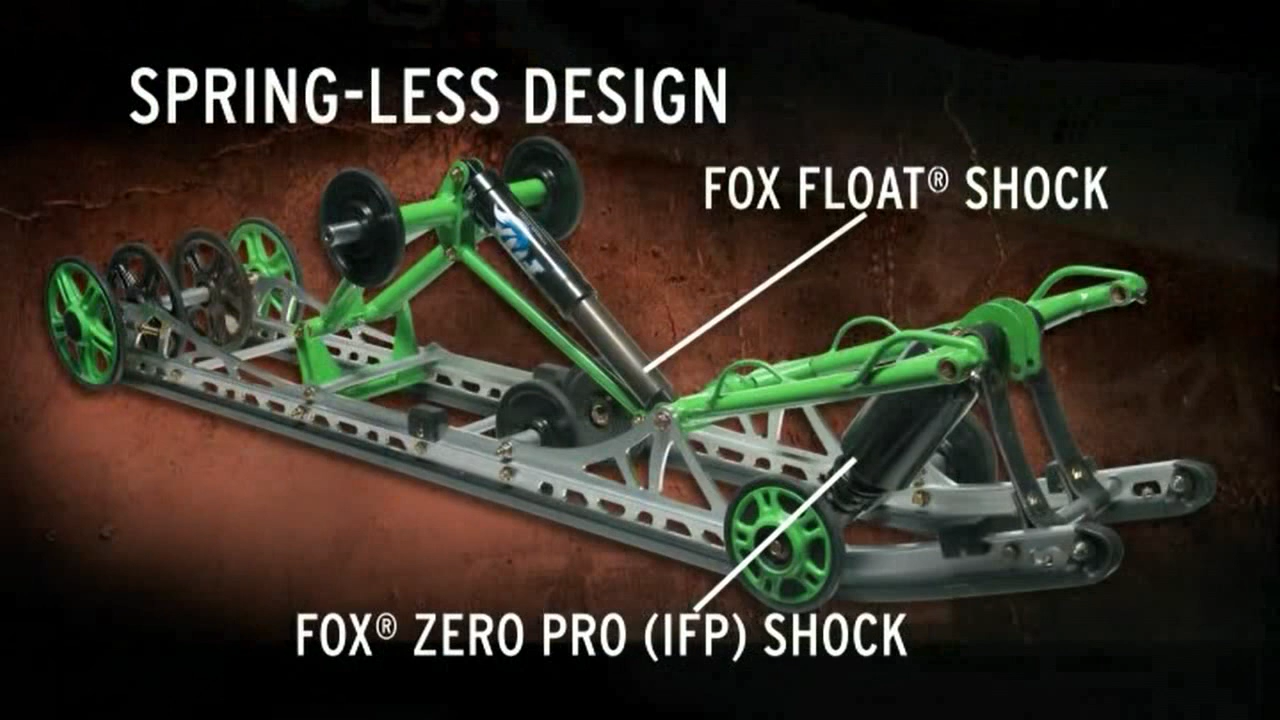 SPRING-LESS DESIGN
FOX FLOAT® SHOCK
FOX® ZERO PRO (IFP) SHOCK